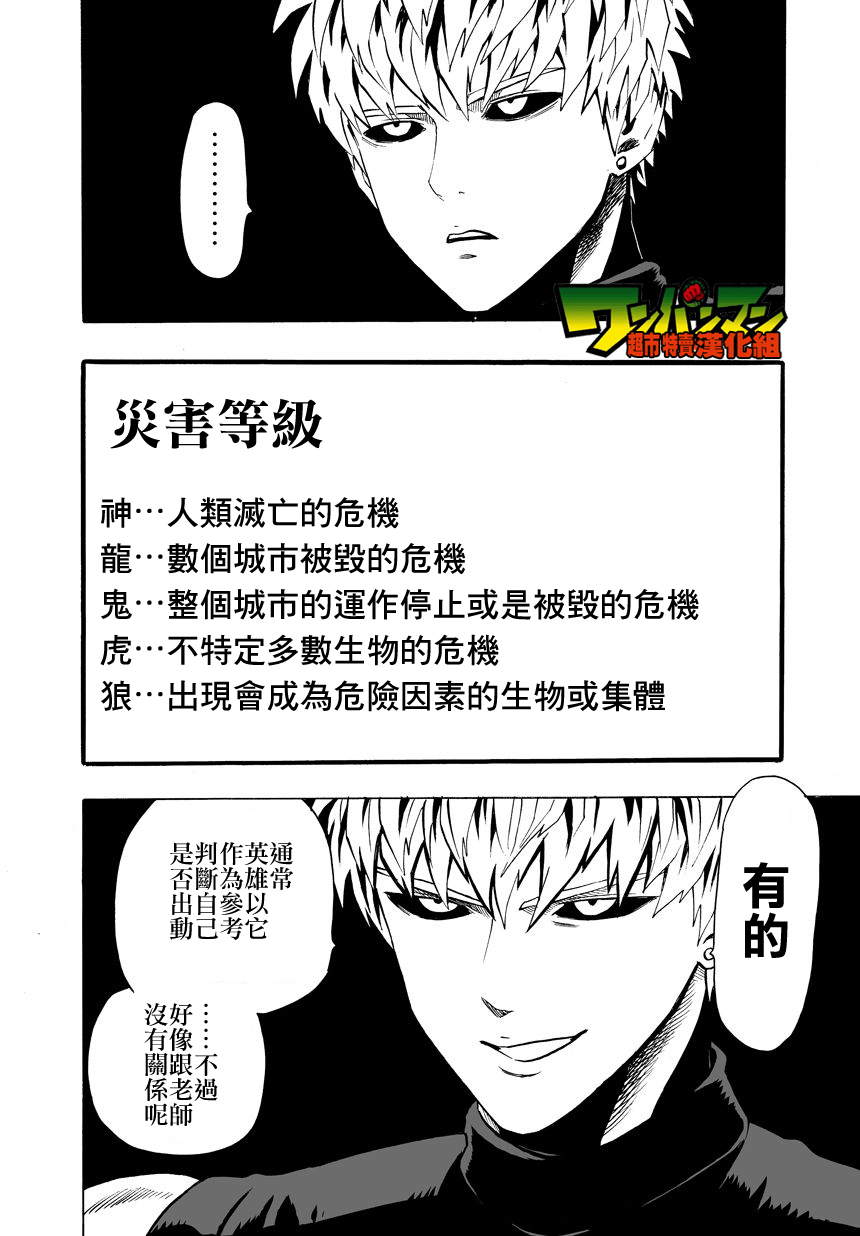 ⋯⋯⋯⋯
ワンパンマン
超市特賣漢化組
災害等級
神⋯人類滅亡的危機
龍⋯數個城市被毀的危機
鬼⋯整個城市的運作停止或是被毀的危機
虎⋯不特定多數生物的危機
狼⋯出現會成為危險因素的生物或集體
有的
通常
英雄以它
作為參考
判斷自己
是否出動
⋯⋯不過
好像跟老師
沒有關係呢